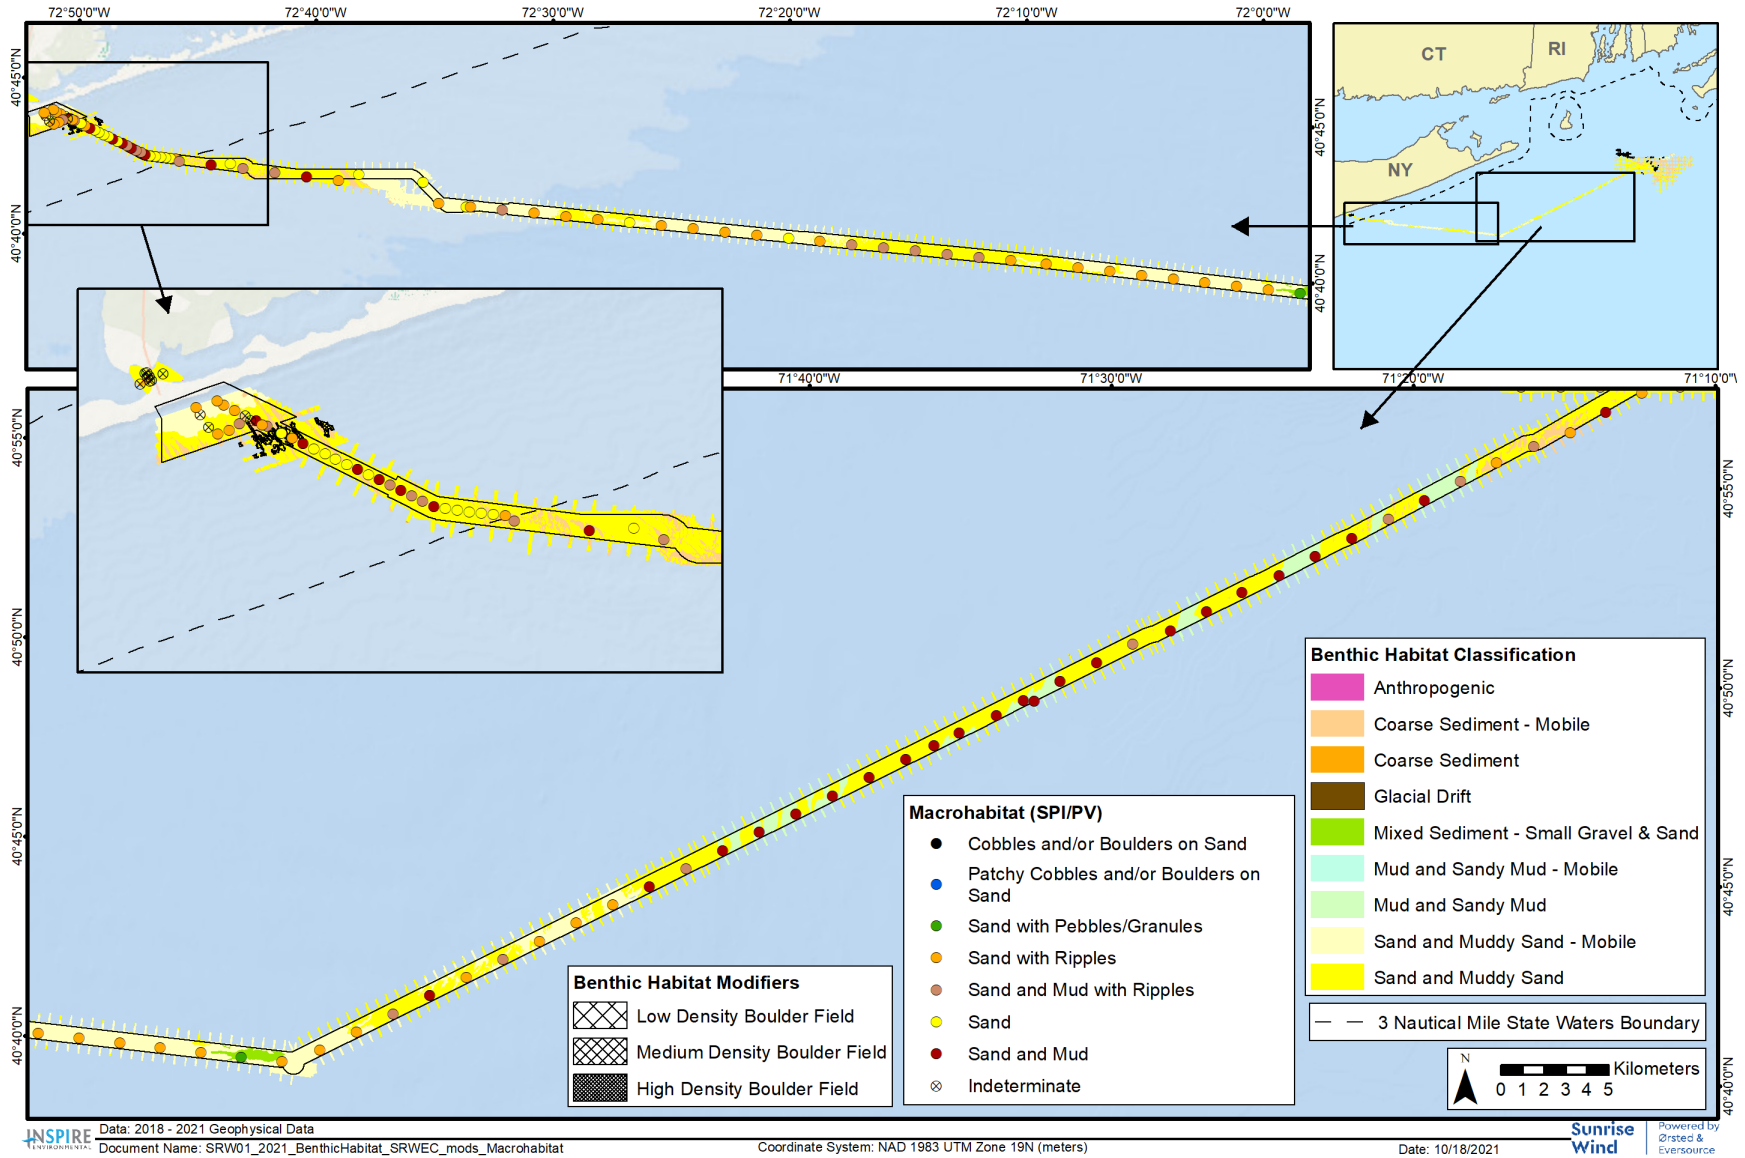 72°50'0"W
72°40'0"W
72°30'0"W
72°20'0"W
72°10'0"W
72°0'0"W
40°45'0"N
40°40'0"N
40°45'0"N
40°40'0"N
CT
RI
NY
71°40'0"W
71°30'0"W
71°20'0"W
71°10'0"W
40°55'0"N
40°50'0"N
40°45'0"N
40°40'0"N
40°55'0"N
40°50'0"N
40°45'0"N
40°40'0"N
Benthic Habitat Classification
Anthropogenic
Coarse Sediment - Mobile
Coarse Sediment
Glacial Drift
Mixed Sediment - Small Gravel & Sand
Mud and Sandy Mud - Mobile
Mud and Sandy Mud
Sand and Muddy Sand - Mobile
Sand and Muddy Sand
3 Nautical Mile State Waters Boundary
Macrohabitat (SPI/PV)
Cobbles and/or Boulders on Sand
Patchy Cobbles and/or Boulders on
Sand
Sand with Pebbles/Granules
Sand with Ripples
Sand and Mud with Ripples
Sand
Sand and Mud
Indeterminate
Benthic Habitat Modifiers
Low Density Boulder Field
Medium Density Boulder Field
High Density Boulder Field
N
Kilometers
0 1 2 3 4 5
INSPIRE
ENVIRONMENTAL
Data: 2018 - 2021 Geophysical Data
Document Name: SRW01_2021_BenthicHabitat_SRWEC_mods_Macrohabitat
Coordinate System: NAD 1983 UTM Zone 19N (meters)
Date: 10/18/2021
Sunrise
Wind
Powered by
Ørsted &
Eversource